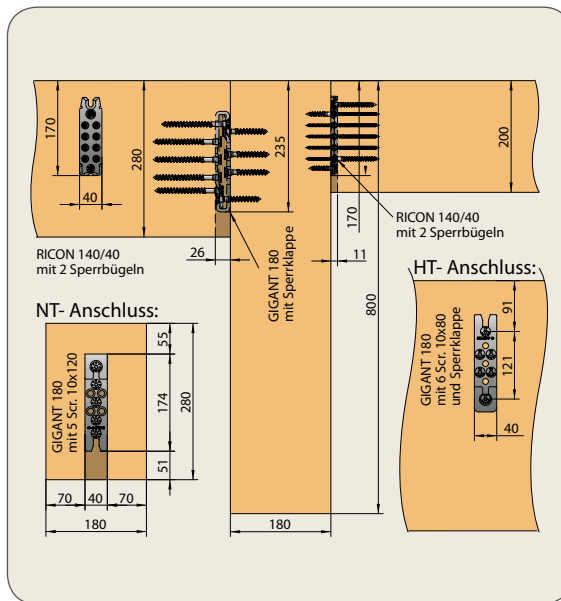 170
40
280
235
200
170
26
11
800
RICON 140/40
mit 2 Sperrbügeln
GIGANT 180
mit Sperrklappe
RICON 140/40
mit 2 Sperrbügeln
NT- Anschluss:
GIGANT 180
mit 5 Scr. 10x120
55
174
51
280
70
40
70
180
180
HT- Anschluss:
GIGANT 180
mit 6 Scr. 10x80
und Sperrklappe
91
121
40